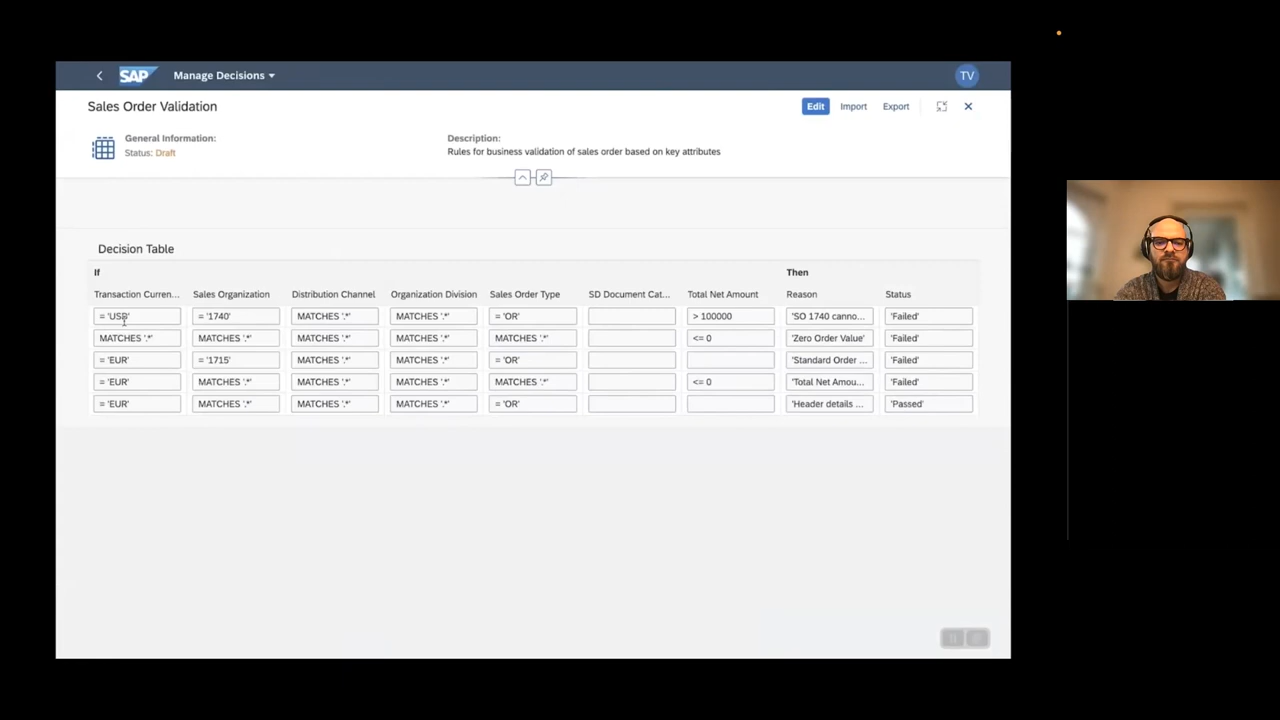 SAP Manage Decisions TV
Sales Order Validation Edit Import Export
General Information: Description:
Status: Draft Rules for business validation of sales order based on key attributes
Decision Table
If Then
Transaction Curren... Sales Organization Distribution Channel Organization Division Sales Order Type SD Document Cat... Total Net Amount Reason Status
= 'USD' = '1740' MATCHES '.*' MATCHES '.*' = 'OR' > 100000 'SO 1740 canno... 'Failed'
MATCHES '.*' MATCHES '.*' MATCHES '.*' MATCHES '.*' MATCHES '.*' <= 0 'Zero Order Value' 'Failed'
= 'EUR' = '1715' MATCHES '.*' MATCHES '.*' = 'OR' 'Standard Order ... 'Failed'
= 'EUR' MATCHES '.*' MATCHES '.*' MATCHES '.*' MATCHES '.*' <= 0 'Total Net Amou... 'Failed'
= 'EUR' MATCHES '.*' MATCHES '.*' MATCHES '.*' = 'OR' 'Header details ... 'Passed'